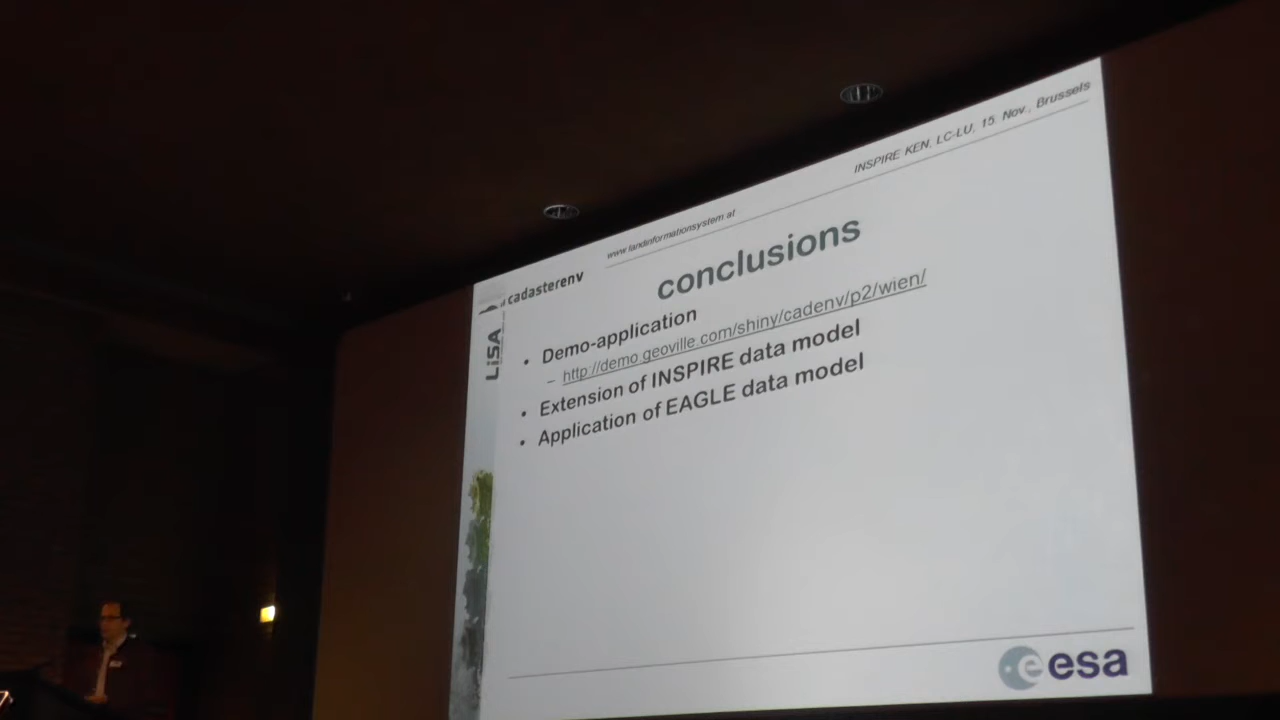 INSPIRE KEN, LC-LU, 15. Nov., Brussels
www.landinformationsystem.at
cadasterenv
LiSA
conclusions
• Demo-application
– http://demo.geoville.com/shiny/cadenv/p2/wien/
• Extension of INSPIRE data model
• Application of EAGLE data model
esa